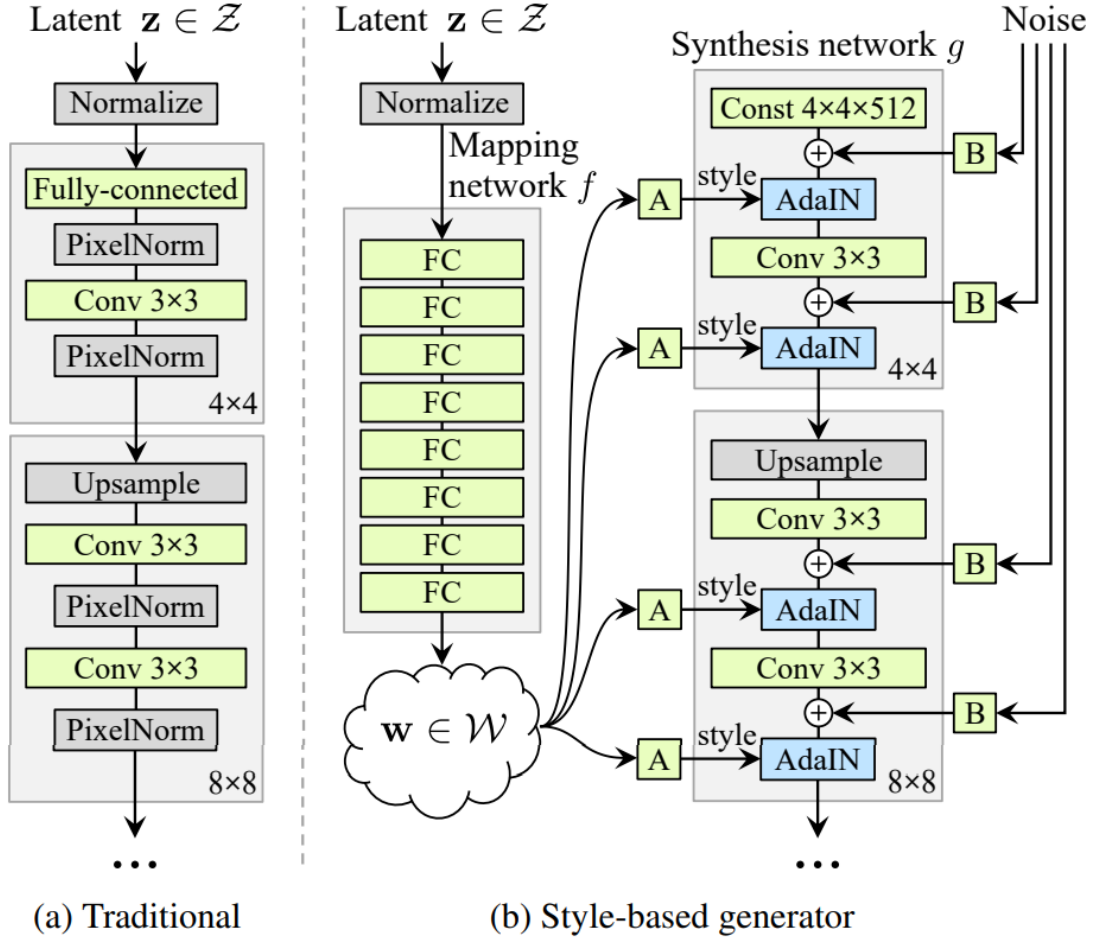 Latent z ∈ 𝒵
Normalize
Fully-connected
PixelNorm
Conv 3×3
PixelNorm
4×4
Upsample
Conv 3×3
PixelNorm
Conv 3×3
PixelNorm
8×8
...
(a) Traditional
Latent z ∈ 𝒵
Normalize
Mapping
network f
FC
FC
FC
FC
FC
FC
FC
FC
w ∈ 𝒲
Noise
Synthesis network g
Const 4×4×512
B
A
style
AdaIN
Conv 3×3
B
A
style
AdaIN
4×4
Upsample
Conv 3×3
B
A
style
AdaIN
Conv 3×3
B
A
style
AdaIN
8×8
...
(b) Style-based generator